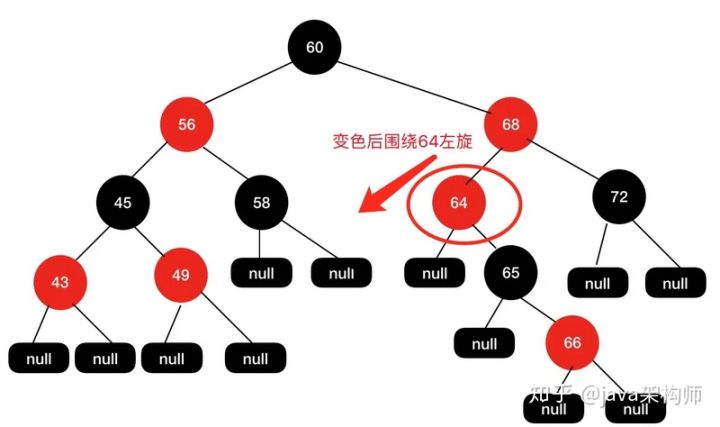 60
56
68
变色后围绕64左旋
45
58
64
72
43
49
null
null
null
65
null
null
null
null
null
null
null
66
null
null
知乎 @java架构师